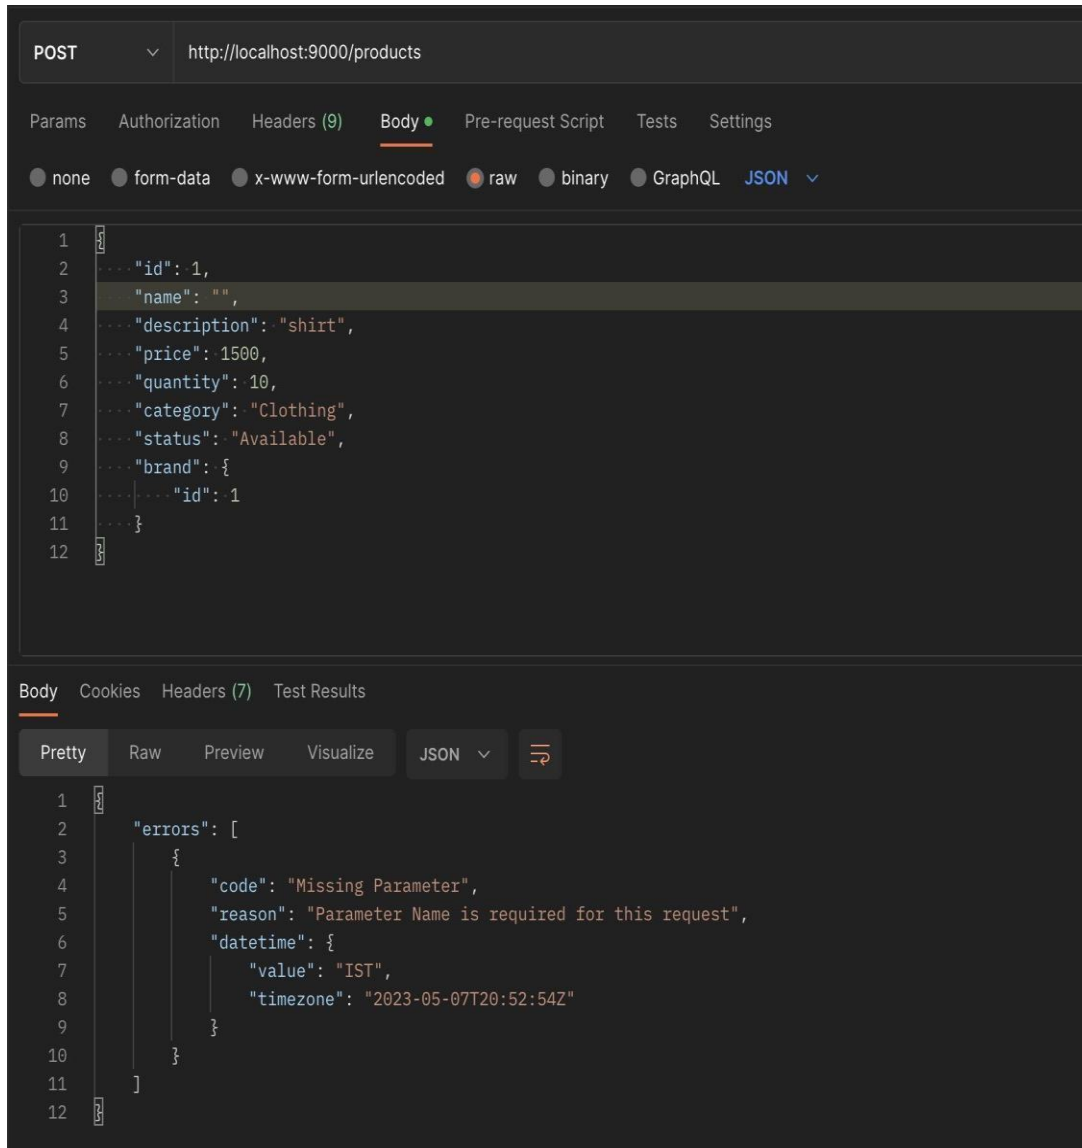 POST http://localhost:9000/products
Params Authorization Headers (9) Body Pre-request Script Tests Settings
none form-data x-www-form-urlencoded raw binary GraphQL JSON
1 {
2 "id": 1,
3 "name": "",
4 "description": "shirt",
5 "price": 1500,
6 "quantity": 10,
7 "category": "Clothing",
8 "status": "Available",
9 "brand": {
10 "id": 1
11 }
12 }
Body Cookies Headers (7) Test Results
Pretty Raw Preview Visualize JSON
1 {
2 "errors": [
3 {
4 "code": "Missing Parameter",
5 "reason": "Parameter Name is required for this request",
6 "datetime": {
7 "value": "IST",
8 "timezone": "2023-05-07T20:52:54Z"
9 }
10 }
11 ]
12 }